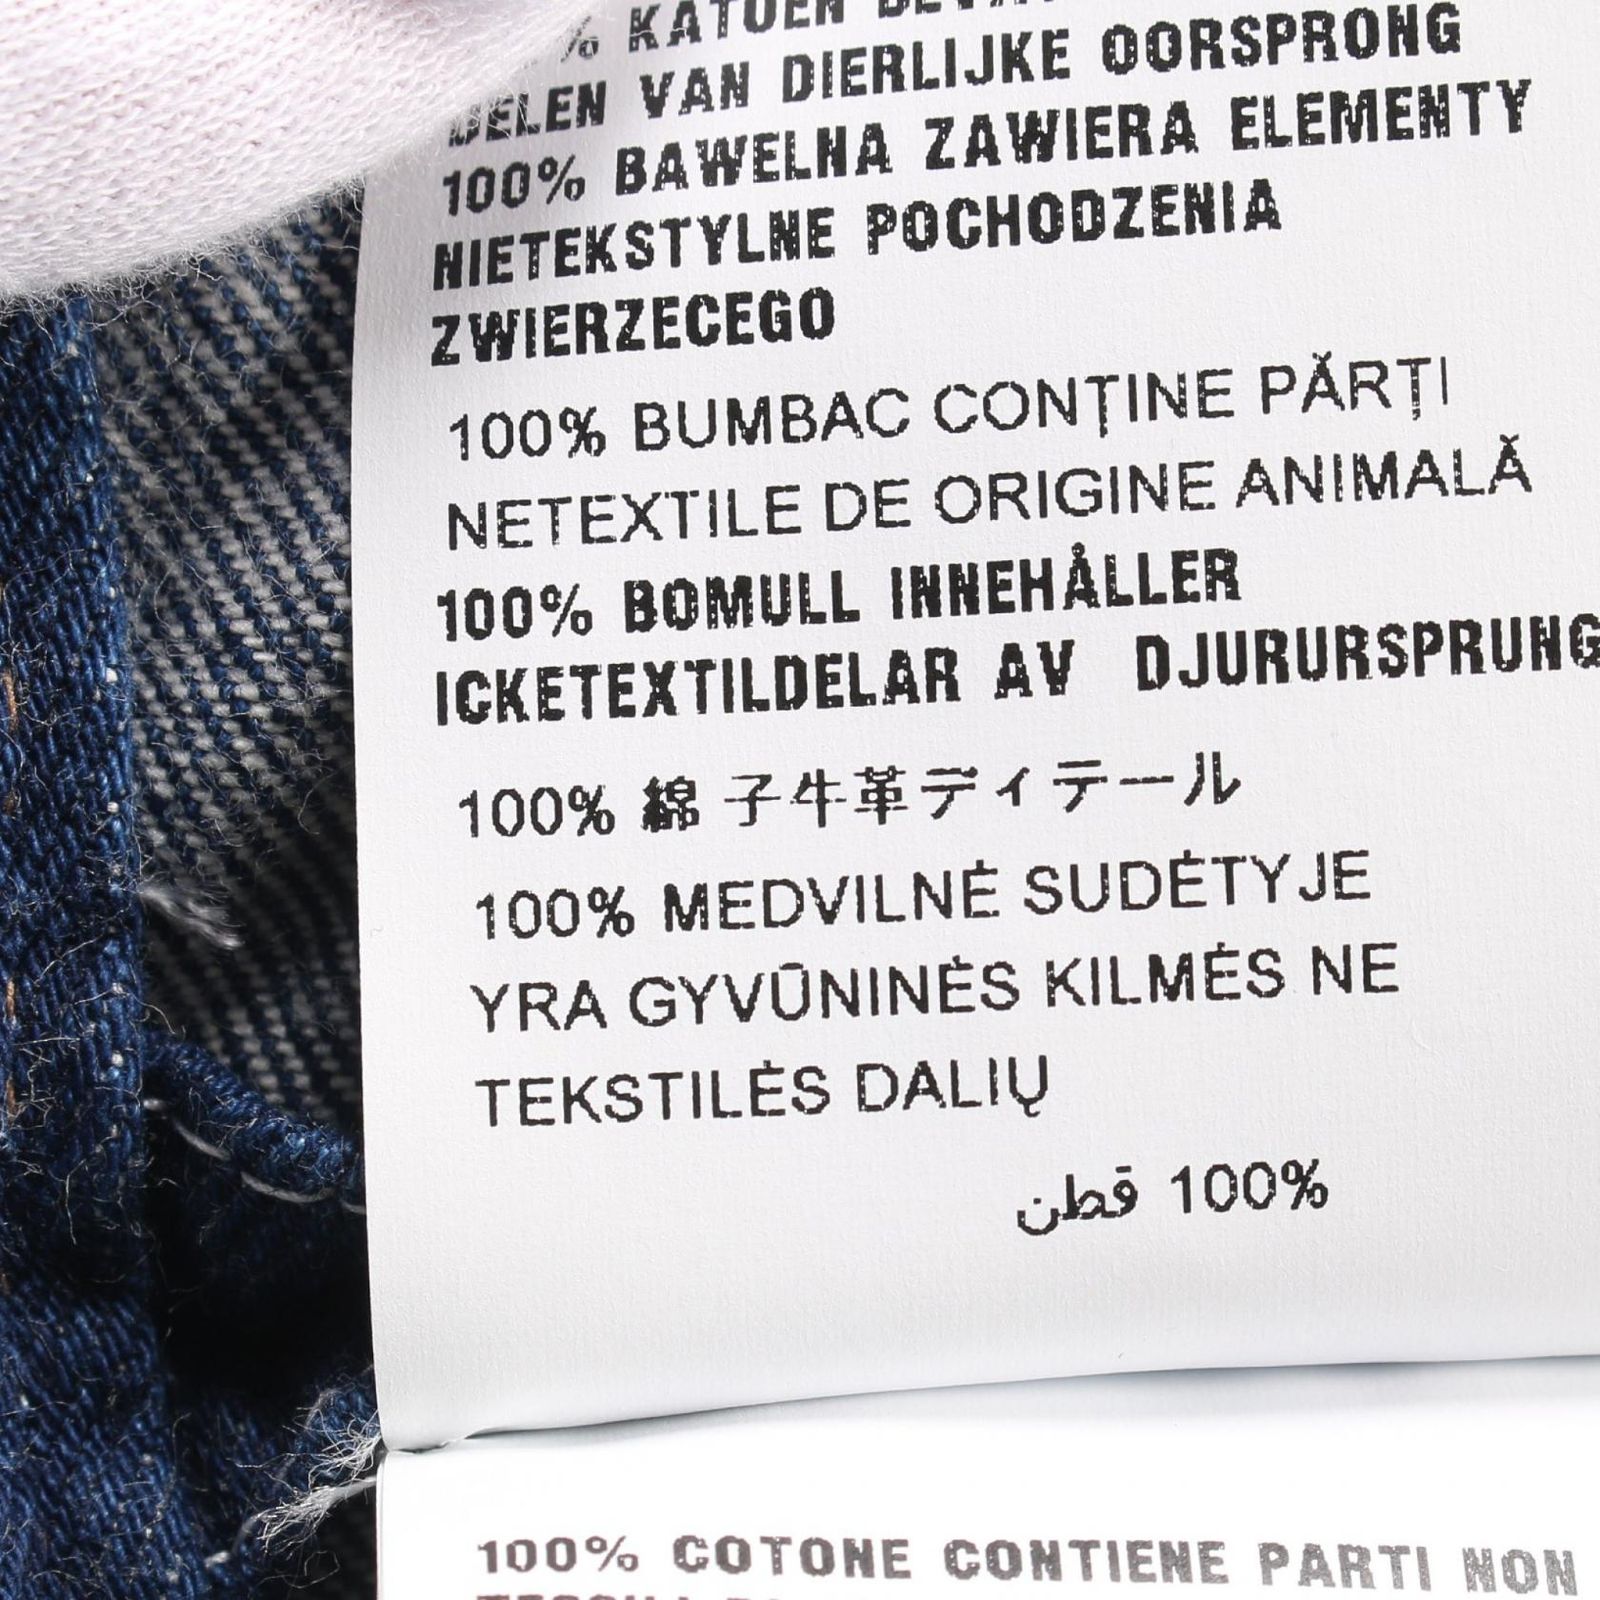 % KATOEN
DELEN VAN DIERLIJKE OORSPRONG
100% BAWELNA ZAWIERA ELEMENTY
NIETEKSTYLNE POCHODZENIA
ZWIERZECEGO
100% BUMBAC CONȚINE PĂRȚI
NETEXTILE DE ORIGINE ANIMALĂ
100% BOMULL INNEHÅLLER
ICKETEXTILDELAR AV DJURURSPRUNG
100% 綿 子牛革ディテール
100% MEDVILNĖ SUDĖTYJE
YRA GYVŪNINĖS KILMĖS NE
TEKSTILĖS DALIŲ
100% قطن
100% COTONE CONTIENE PARTI NON